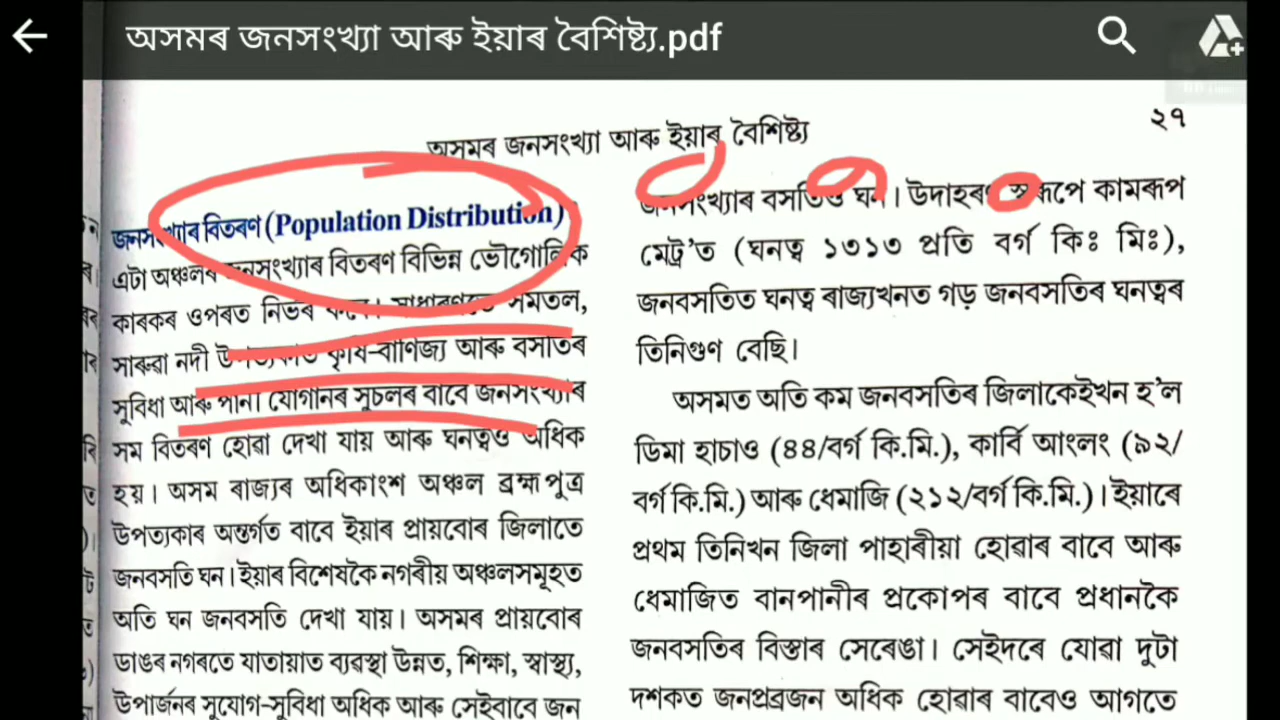 অসমৰ জনসংখ্যা আৰু ইয়াৰ বৈশিষ্ট্য.pdf
২৭
অসমৰ জনসংখ্যা আৰু ইয়াৰ বৈশিষ্ট্য
জনসংখ্যাৰ বিতৰণ (Population Distribution)
এটা অঞ্চলৰ জনসংখ্যাৰ বিতৰণ বিভিন্ন ভৌগোলিক
কাৰকৰ ওপৰত নিৰ্ভৰ কৰে। সাধাৰণতে সমতল,
সাৰুৱা নদী উপত্যকাত কৃষি-বাণিজ্য আৰু বসতিৰ
সুবিধা আৰু পানী যোগানৰ সুচলৰ বাবে জনসংখ্যাৰ
সম বিতৰণ হোৱা দেখা যায় আৰু ঘনত্বও অধিক
হয়। অসম ৰাজ্যৰ অধিকাংশ অঞ্চল ব্ৰহ্মপুত্ৰ
উপত্যকাৰ অন্তৰ্গত বাবে ইয়াৰ প্ৰায়বোৰ জিলাতে
জনবসতি ঘন। ইয়াৰ বিশেষকৈ নগৰীয় অঞ্চলসমূহত
অতি ঘন জনবসতি দেখা যায়। অসমৰ প্ৰায়বোৰ
ডাঙৰ নগৰতে যাতায়াত ব্যৱস্থা উন্নত, শিক্ষা, স্বাস্থ্য,
উপাৰ্জনৰ সুযোগ-সুবিধা অধিক আৰু সেইবাবে জন
জনসংখ্যাৰ বসতিও ঘন। উদাহৰণ স্বৰূপে কামৰূপ
মেট্ৰ'ত (ঘনত্ব ১৩১৩ প্ৰতি বৰ্গ কিঃ মিঃ),
জনবসতিত ঘনত্ব ৰাজ্যখনত গড় জনবসতিৰ ঘনত্বৰ
তিনিগুণ বেছি।
অসমত অতি কম জনবসতিৰ জিলাকেইখন হ'ল
ডিমা হাচাও (৪৪/বৰ্গ কি.মি.), কাৰ্বি আংলং (৯২/
বৰ্গ কি.মি.) আৰু ধেমাজি (২১২/বৰ্গ কি.মি.)। ইয়াৰে
প্ৰথম তিনিখন জিলা পাহাৰীয়া হোৱাৰ বাবে আৰু
ধেমাজিত বানপানীৰ প্ৰকোপৰ বাবে প্ৰধানকৈ
জনবসতিৰ বিস্তাৰ সেৰেঙা। সেইদৰে যোৱা দুটা
দশকত জনপ্ৰব্ৰজন অধিক হোৱাৰ বাবেও আগতে